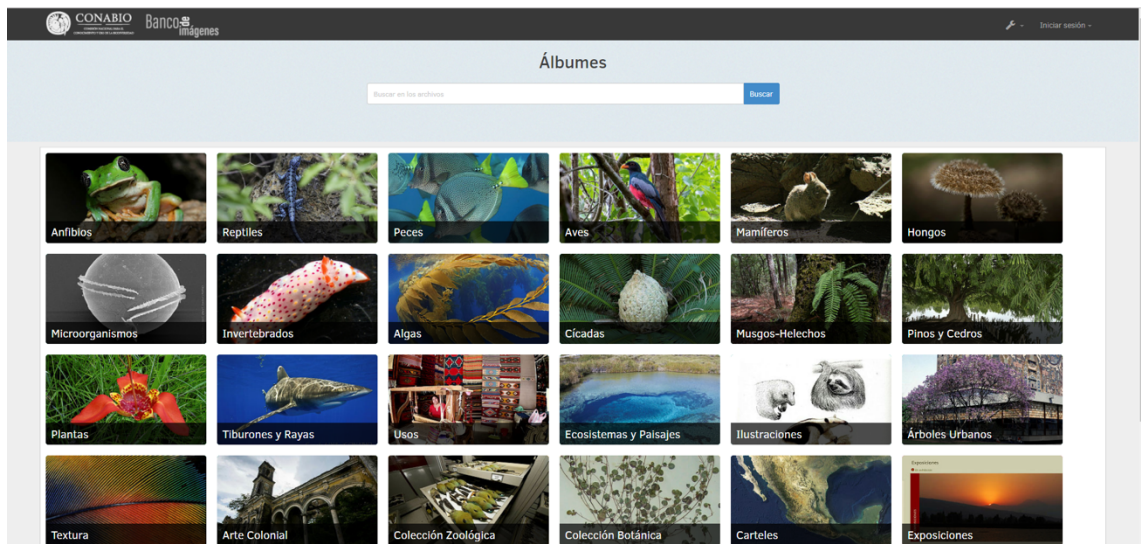 CONABIO
Banco de imágenes
Iniciar sesión
Álbumes
Buscar en los archivos
Buscar
Anfibios
Reptiles
Peces
Aves
Mamíferos
Hongos
Microorganismos
Invertebrados
Algas
Cícadas
Musgos-Helechos
Pinos y Cedros
Plantas
Tiburones y Rayas
Usos
Ecosistemas y Paisajes
Ilustraciones
Árboles Urbanos
Textura
Arte Colonial
Colección Zoológica
Colección Botánica
Carteles
Exposiciones
Exposiciones